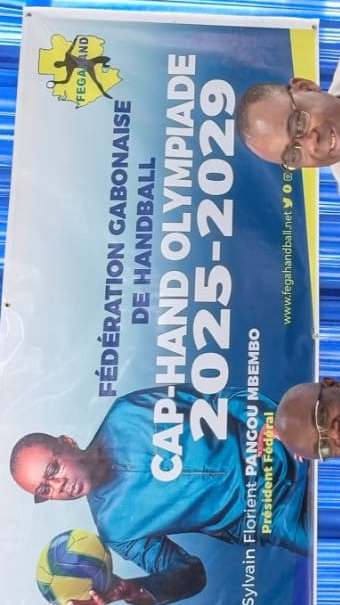 FEGAHAND
FÉDÉRATION GABONAISE
DE HANDBALL
CAP-HAND OLYMPIADE
2025-2029
Sylvain Florient PANGOU MBEMBO
Président Fédéral
www.fegahandball.net